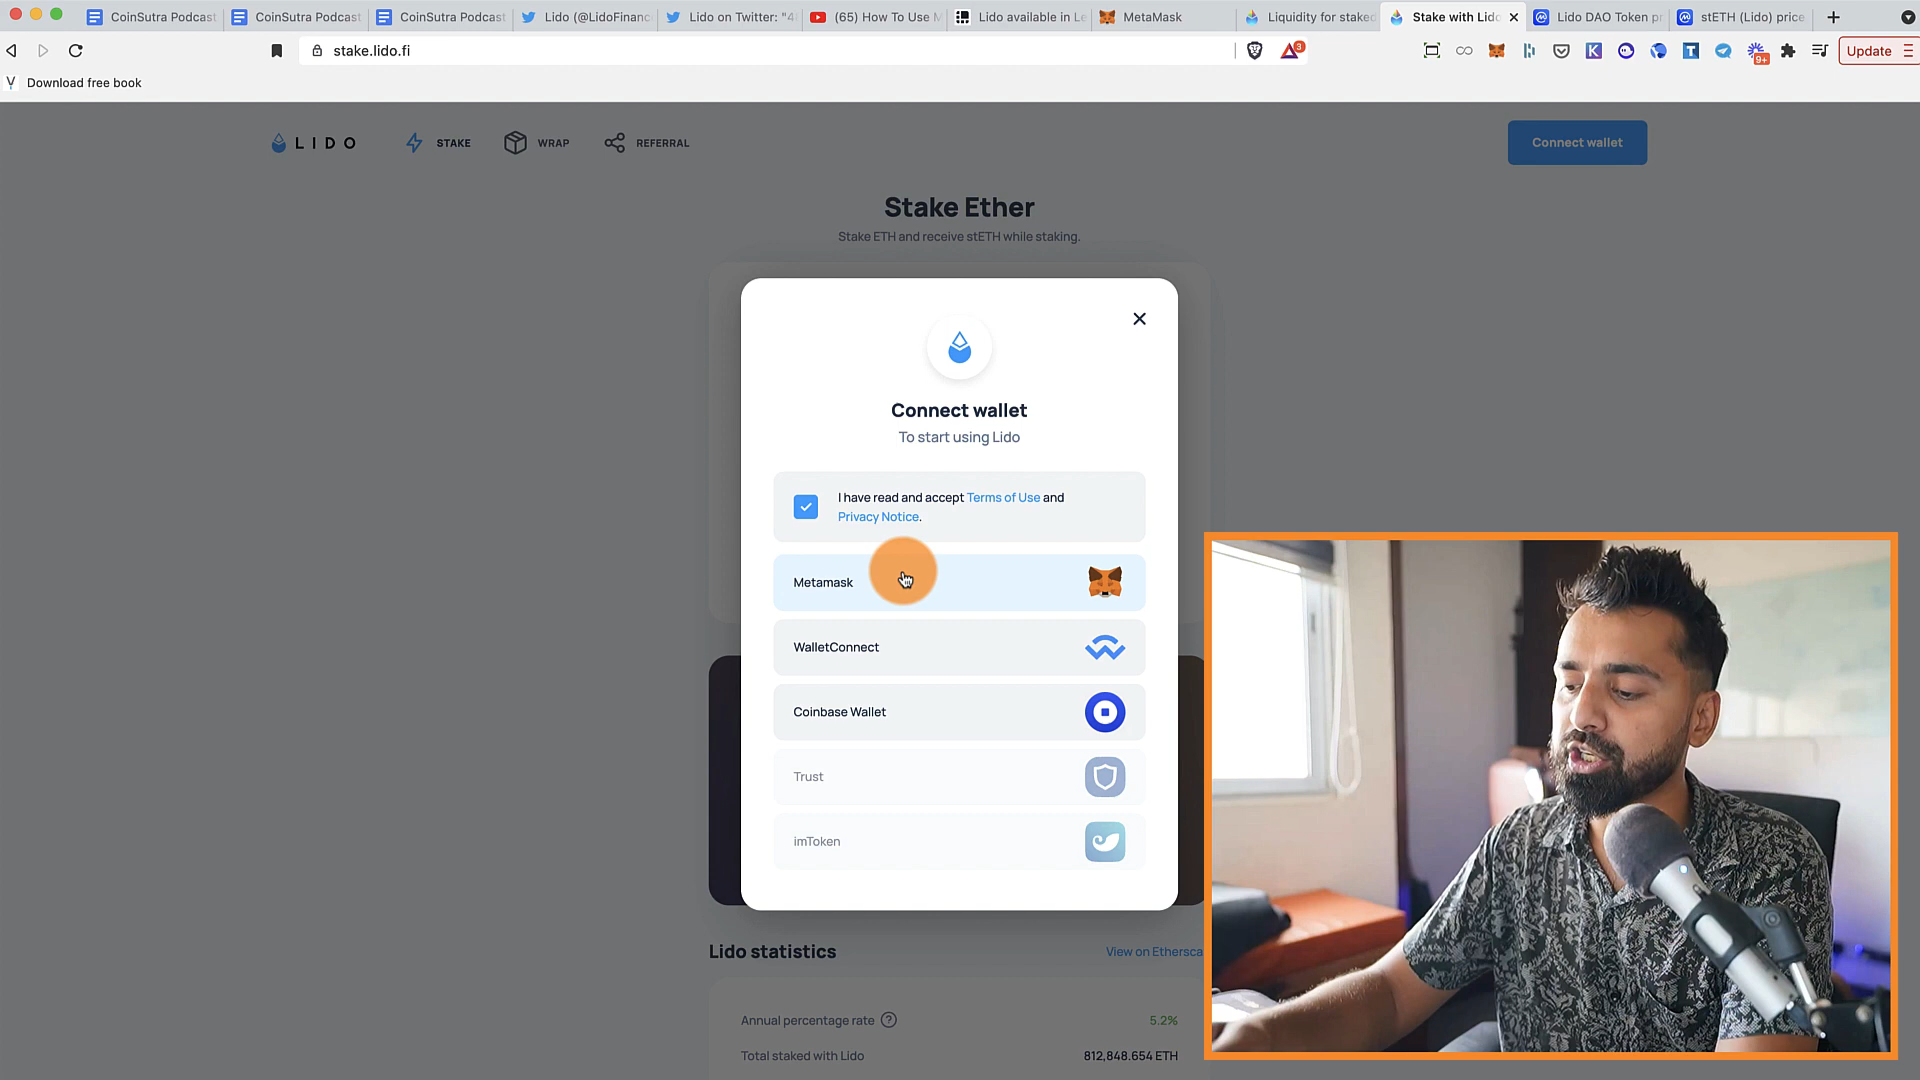 CoinSutra Podcast
CoinSutra Podcast
CoinSutra Podcast
Lido (@LidoFinanc
Lido on Twitter: "4
(65) How To Use M
Lido available in Le
MetaMask
Liquidity for staked
Stake with Lido
Lido DAO Token pr
stETH (Lido) price
stake.lido.fi
3
K
T
9+
Update
Download free book
LIDO
STAKE
WRAP
REFERRAL
Connect wallet
Stake Ether
Stake ETH and receive stETH while staking.
Connect wallet
To start using Lido
I have read and accept Terms of Use and
Privacy Notice.
Metamask
WalletConnect
Coinbase Wallet
Trust
imToken
Lido statistics
View on Ethersca
Annual percentage rate ?
5.2%
Total staked with Lido
812,848.654 ETH